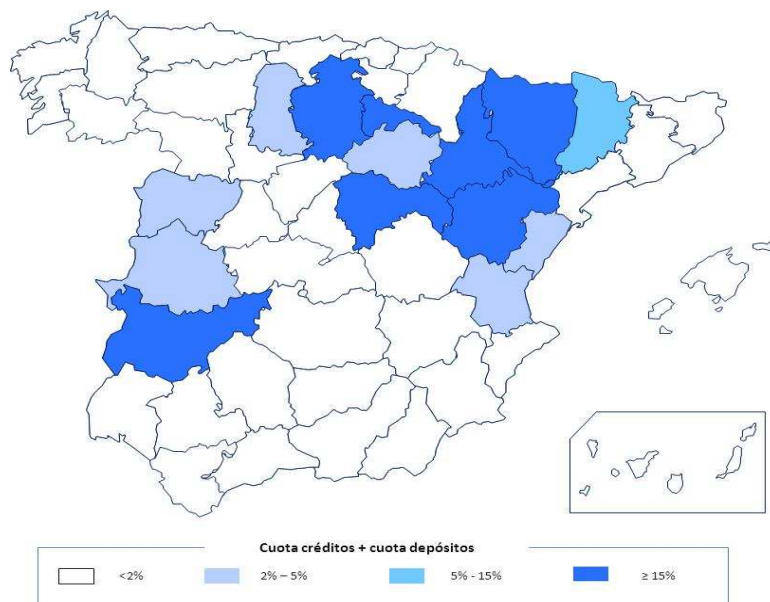 Cuota créditos + cuota depósitos
<2%
2% – 5%
5% - 15%
≥ 15%